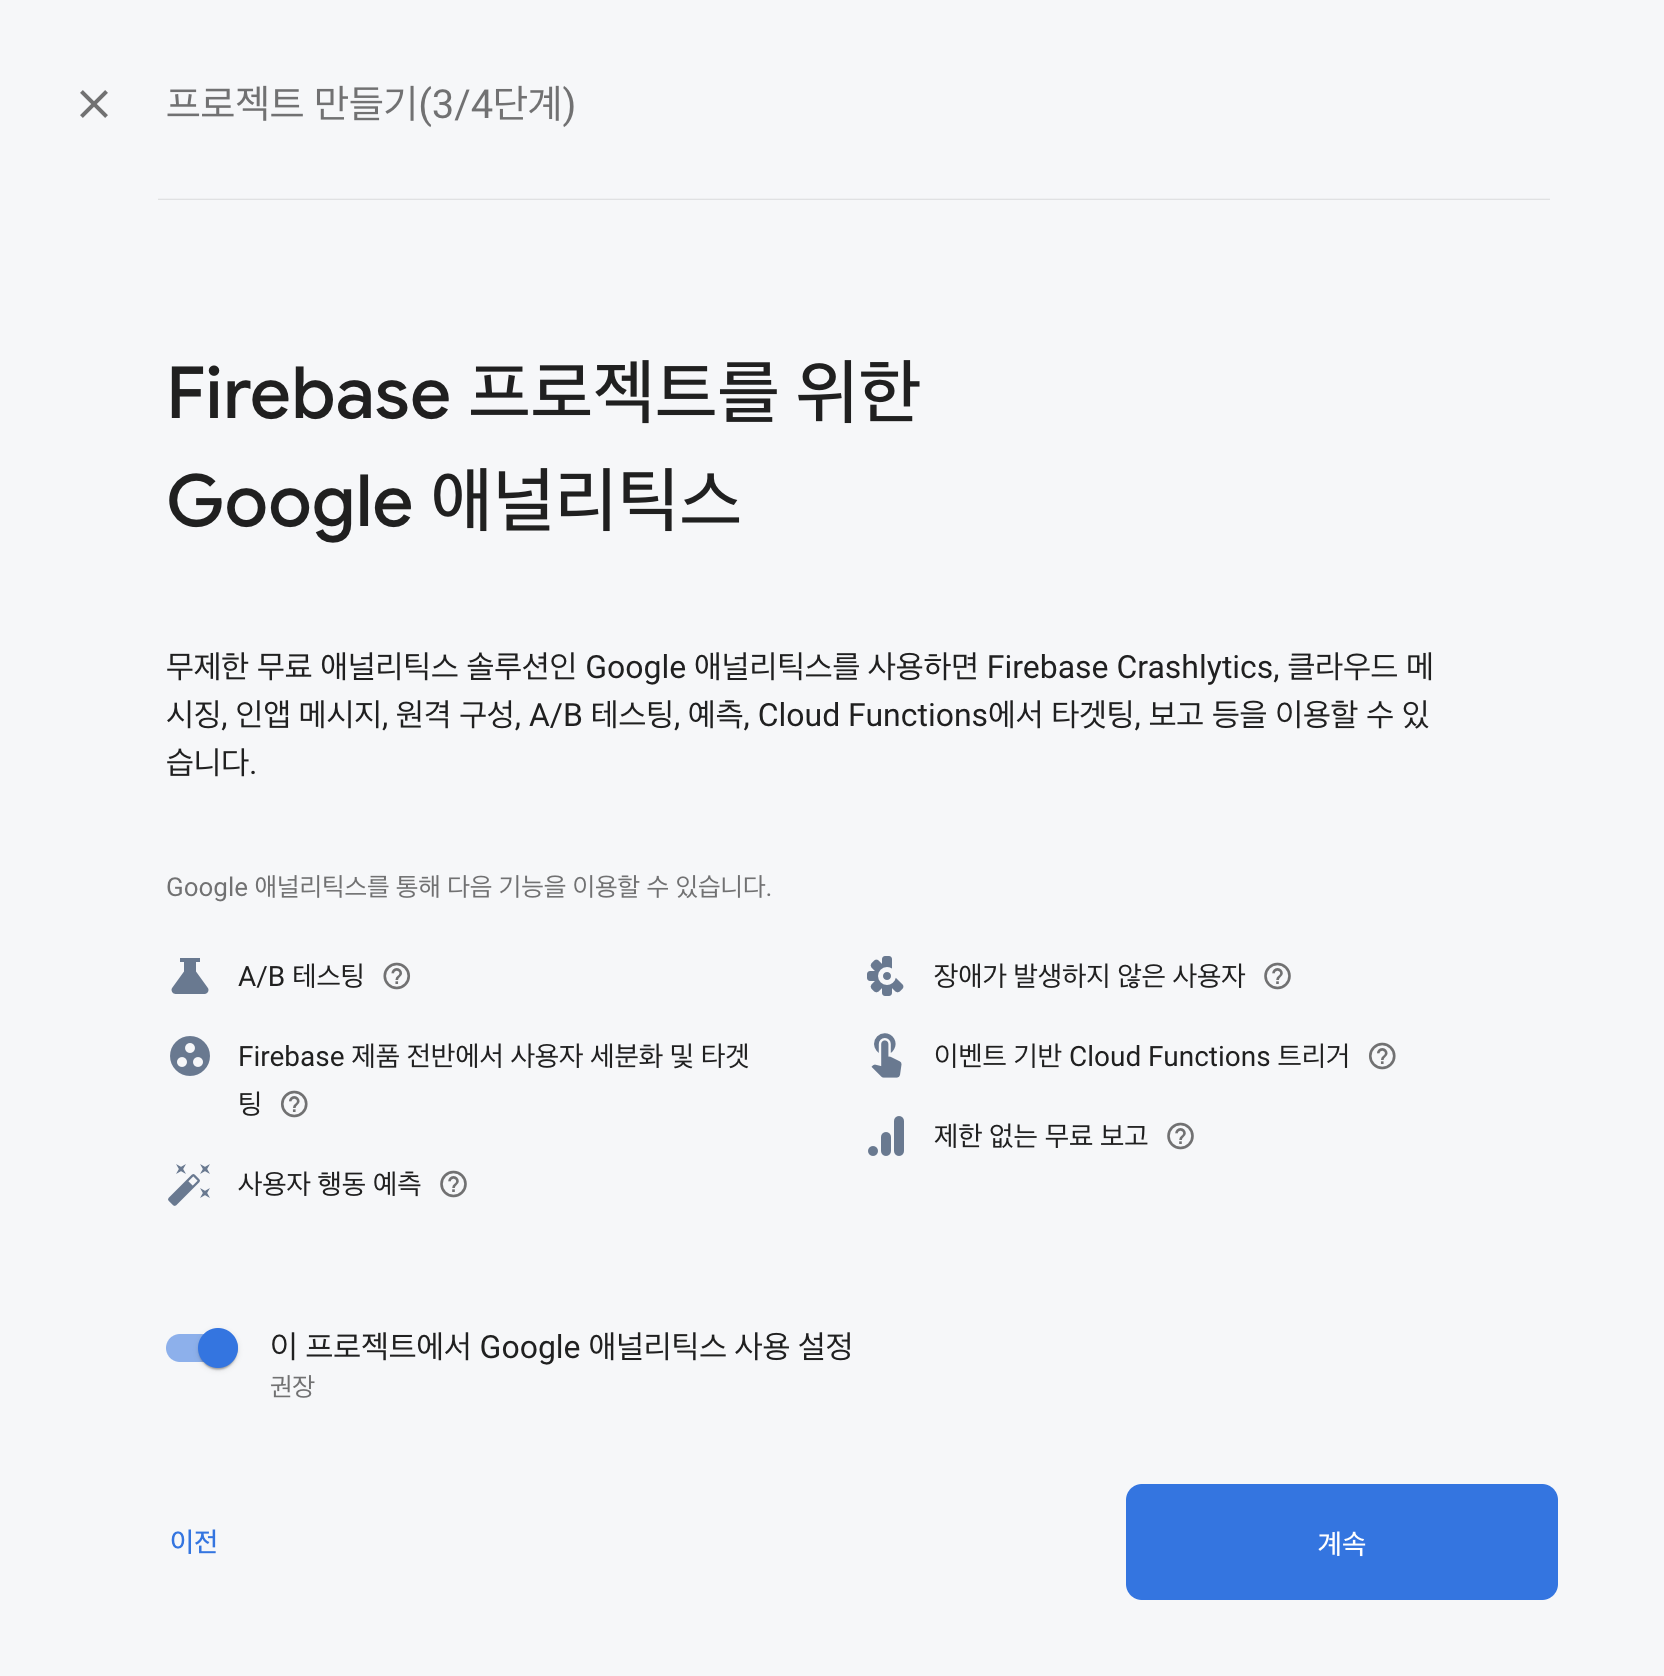 프로젝트 만들기(3/4단계)
Firebase 프로젝트를 위한
Google 애널리틱스
무제한 무료 애널리틱스 솔루션인 Google 애널리틱스를 사용하면 Firebase Crashlytics, 클라우드 메
시징, 인앱 메시지, 원격 구성, A/B 테스팅, 예측, Cloud Functions에서 타겟팅, 보고 등을 이용할 수 있
습니다.
Google 애널리틱스를 통해 다음 기능을 이용할 수 있습니다.
A/B 테스팅
Firebase 제품 전반에서 사용자 세분화 및 타겟
팅
사용자 행동 예측
장애가 발생하지 않은 사용자
이벤트 기반 Cloud Functions 트리거
제한 없는 무료 보고
이 프로젝트에서 Google 애널리틱스 사용 설정
권장
이전
계속